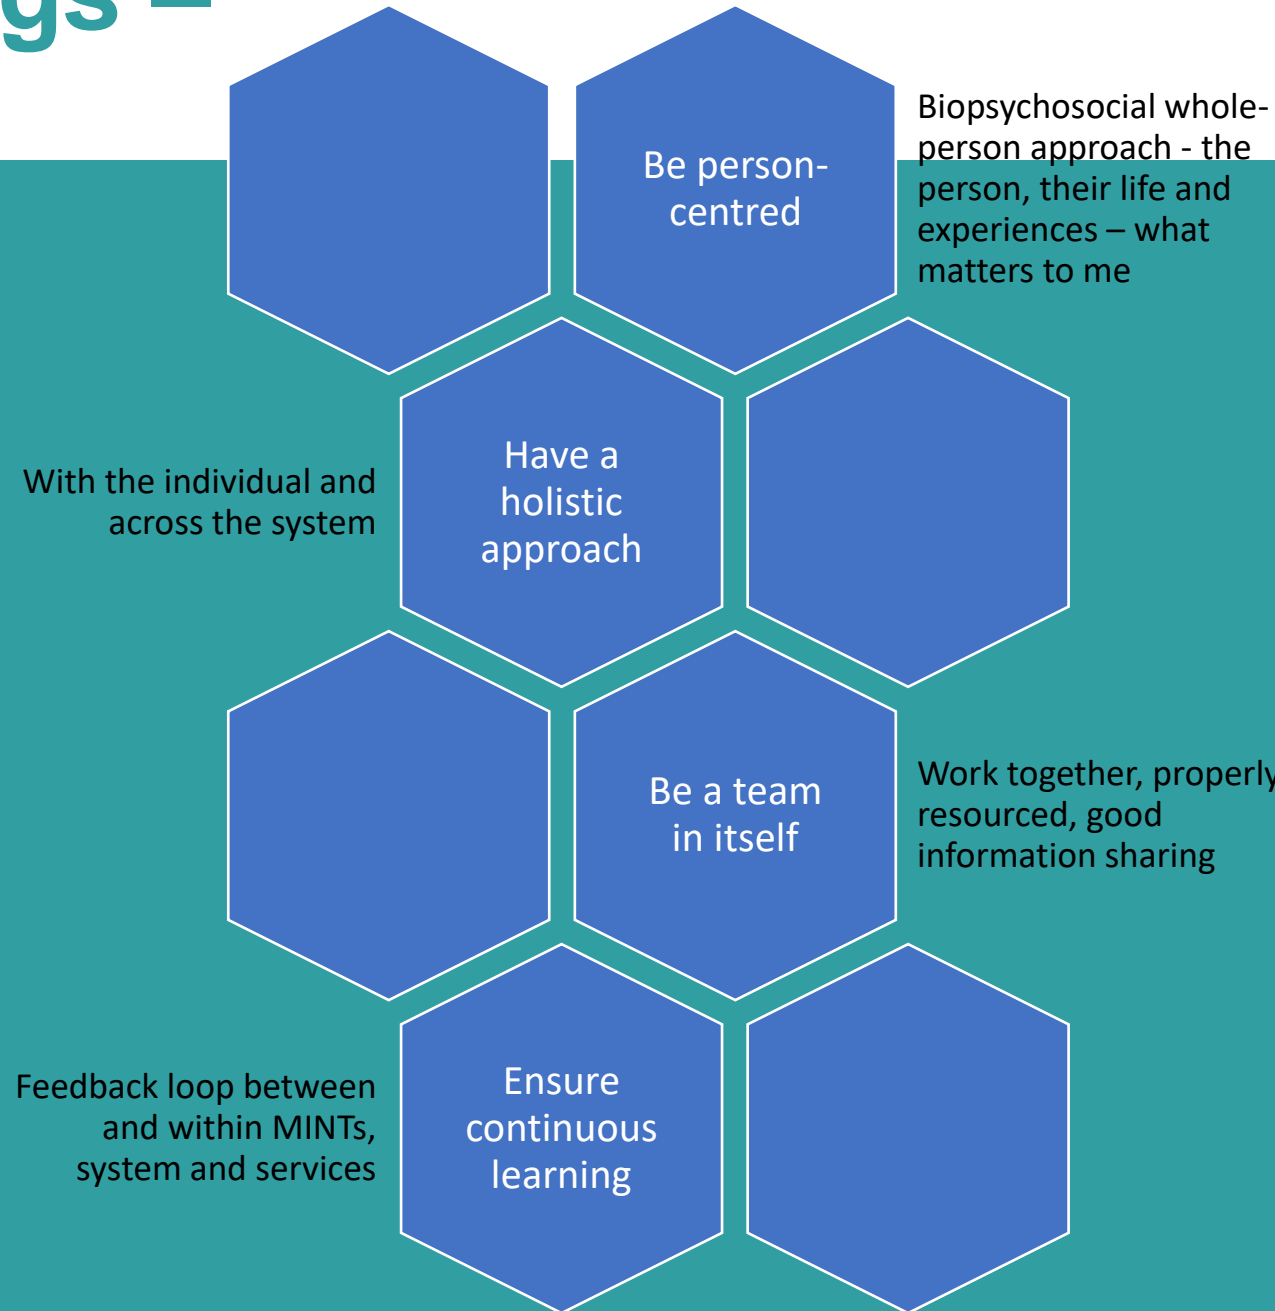 gs –
Be person-
centred
Biopsychosocial whole-
person approach - the
person, their life and
experiences – what
matters to me
With the individual and
across the system
Have a
holistic
approach
Be a team
in itself
Work together, properly
resourced, good
information sharing
Feedback loop between
and within MINTs,
system and services
Ensure
continuous
learning